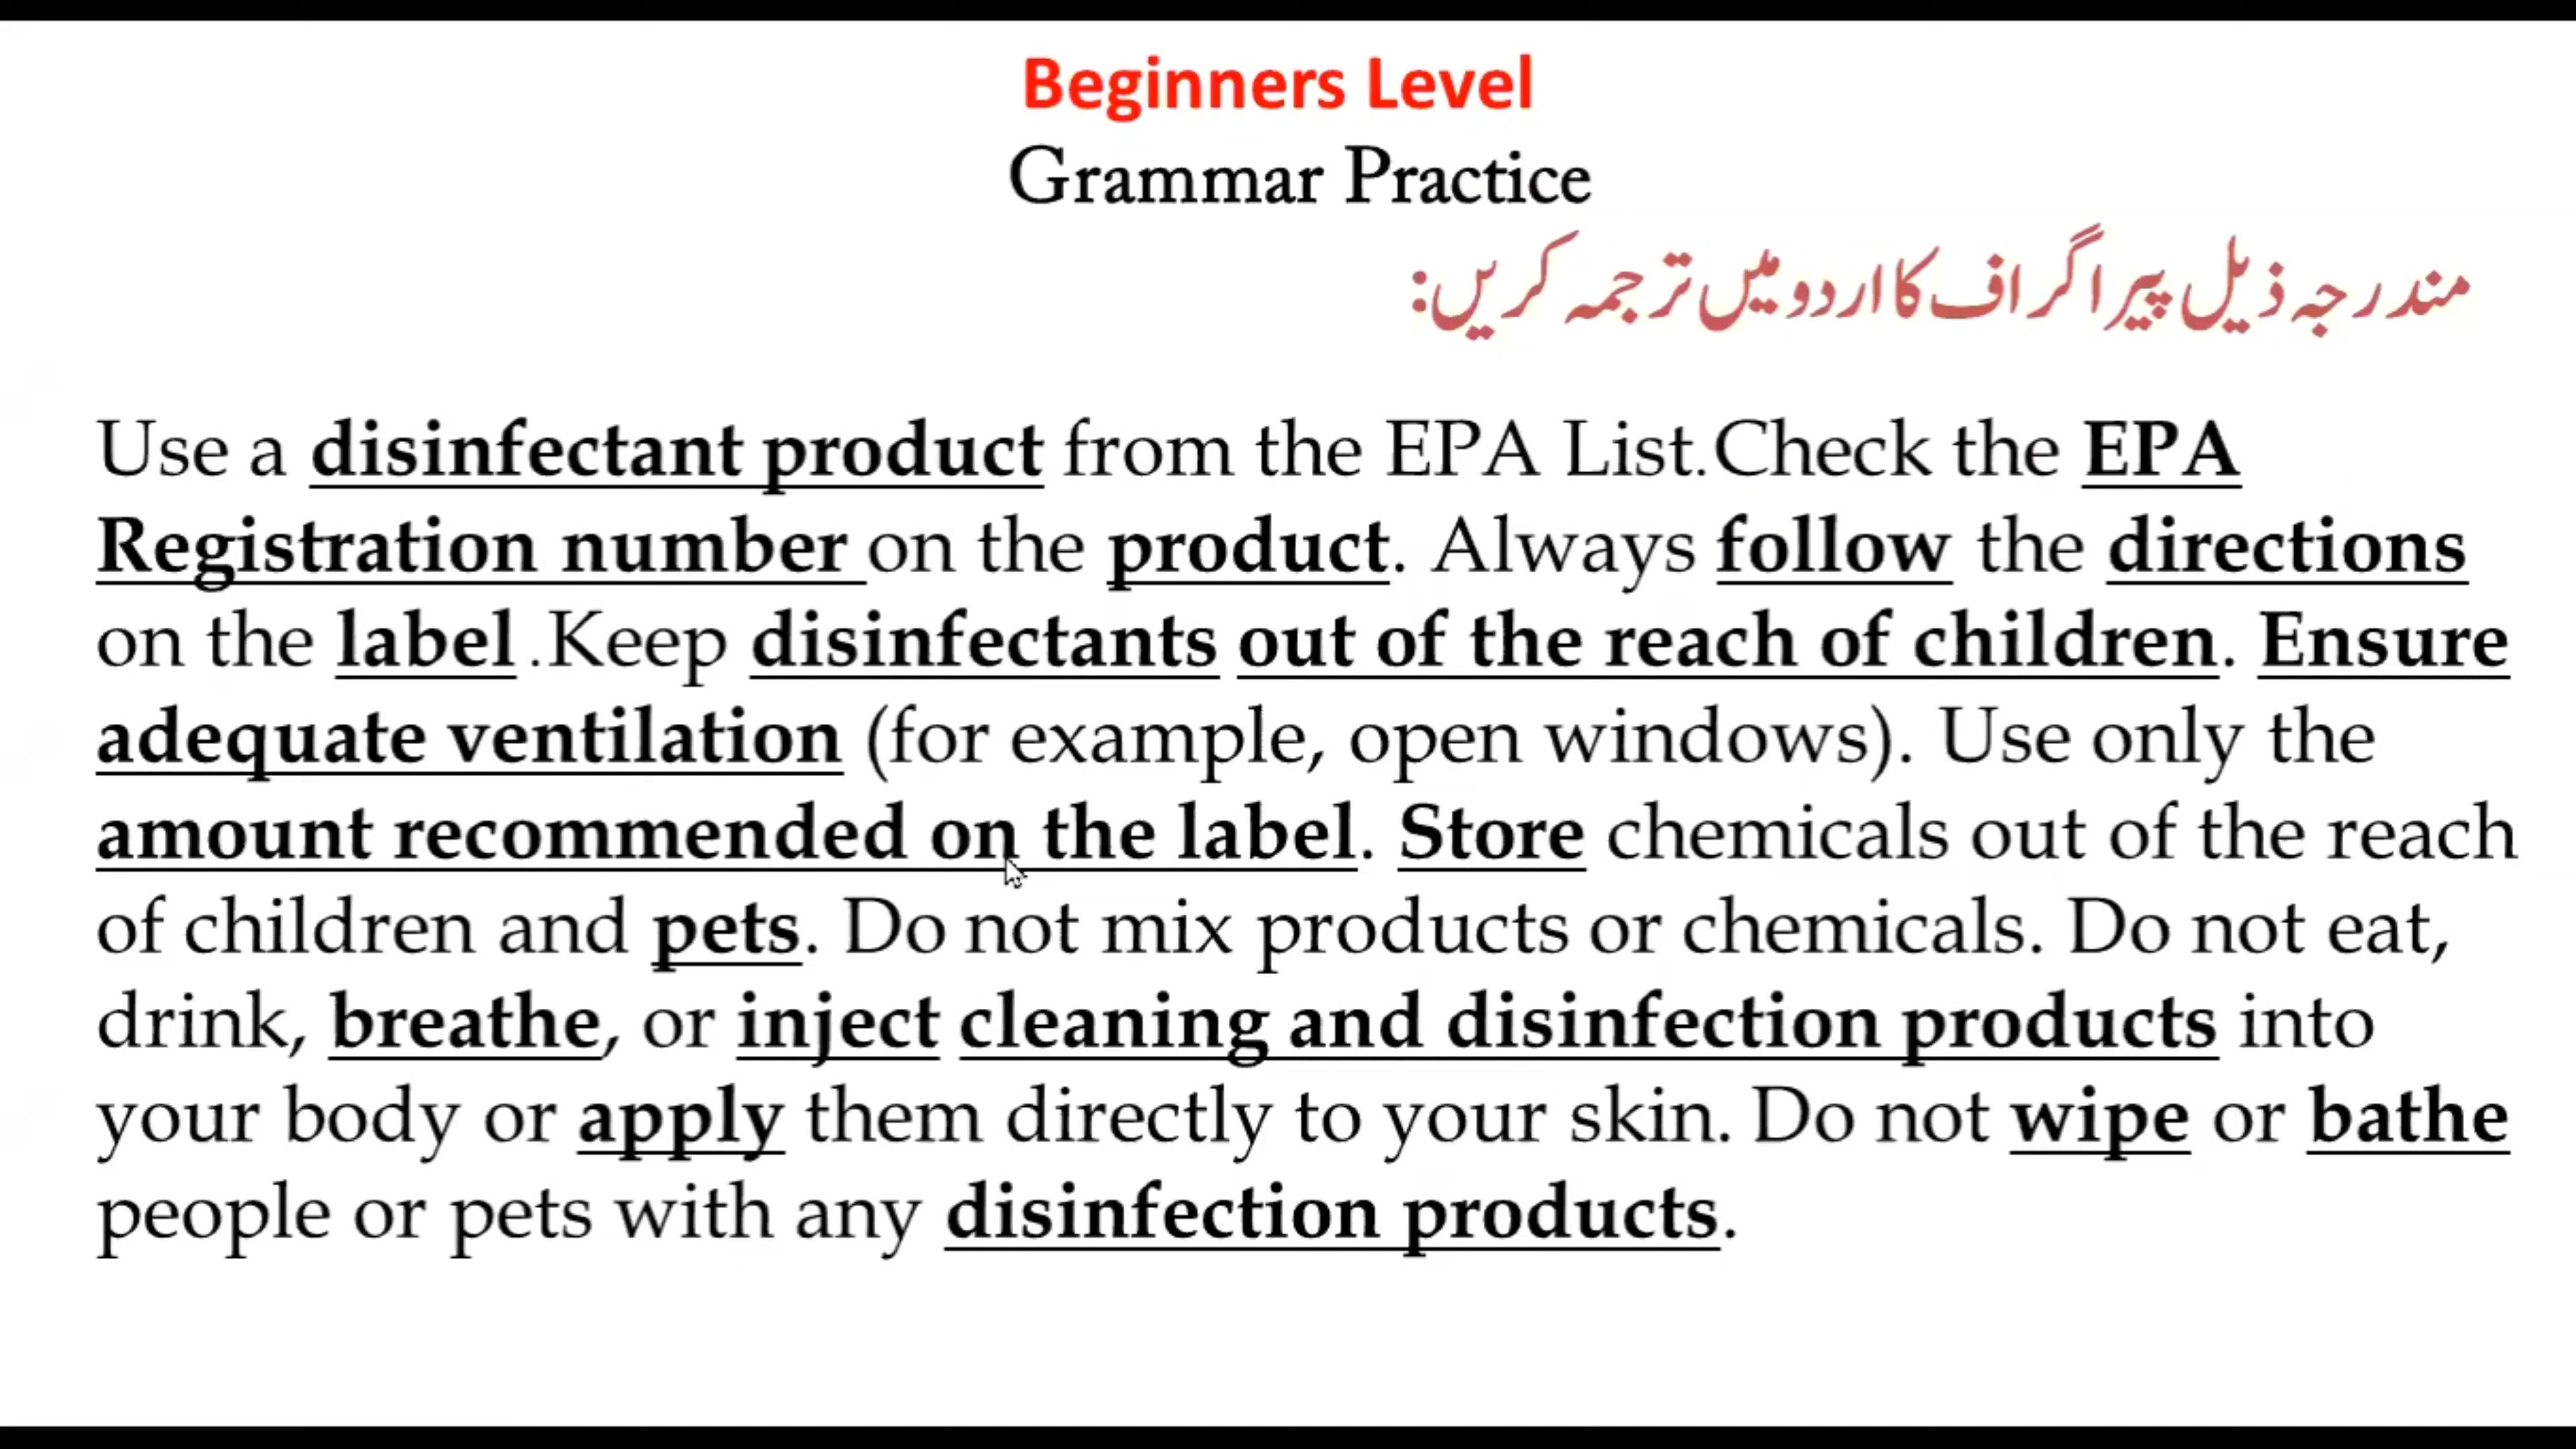 Beginners Level
Grammar Practice
مندرجہ ذیل پیراگراف کا اردو میں ترجمہ کریں:
Use a disinfectant product from the EPA List.Check the EPA
Registration number on the product. Always follow the directions
on the label .Keep disinfectants out of the reach of children. Ensure
adequate ventilation (for example, open windows). Use only the
amount recommended on the label. Store chemicals out of the reach
of children and pets. Do not mix products or chemicals. Do not eat,
drink, breathe, or inject cleaning and disinfection products into
your body or apply them directly to your skin. Do not wipe or bathe
people or pets with any disinfection products.